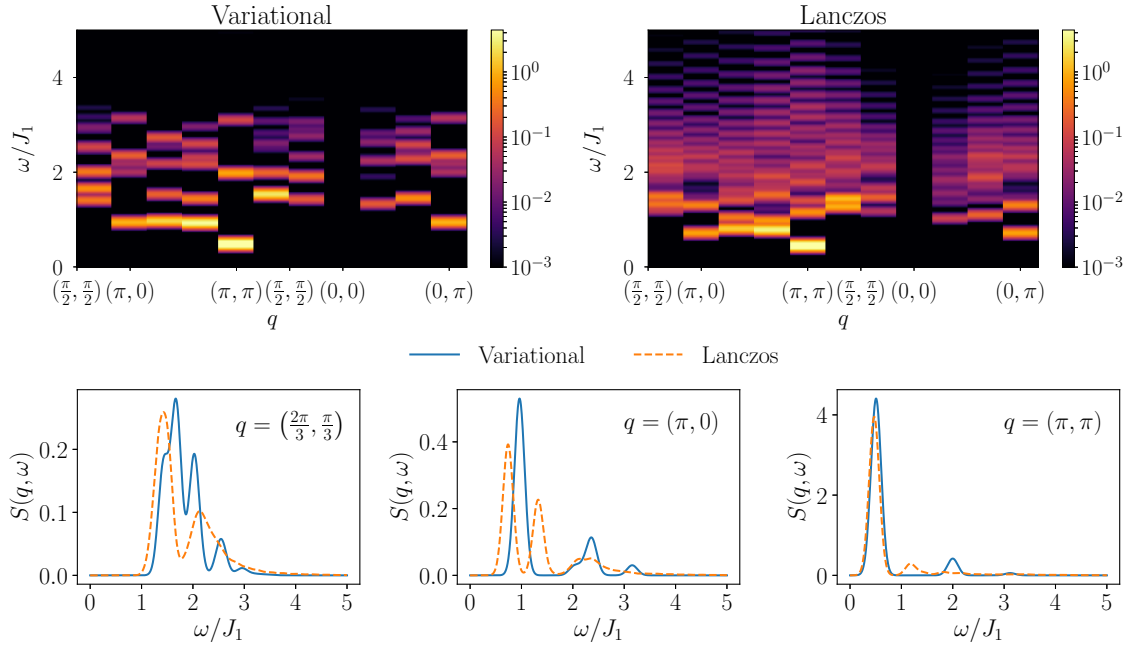 Variational
Lanczos
ω/J₁
4
2
0
10⁰
10⁻¹
10⁻²
10⁻³
(π/2, π/2) (π, 0) (π, π) (π/2, π/2) (0, 0) (0, π)
q
ω/J₁
4
2
0
10⁰
10⁻¹
10⁻²
10⁻³
(π/2, π/2) (π, 0) (π, π) (π/2, π/2) (0, 0) (0, π)
q
Variational Lanczos
S(q, ω)
0.2
0.1
0.0
q = (2π/3, π/3)
0 1 2 3 4 5
ω/J₁
S(q, ω)
0.4
0.2
0.0
q = (π, 0)
0 1 2 3 4 5
ω/J₁
S(q, ω)
4
2
0
q = (π, π)
0 1 2 3 4 5
ω/J₁